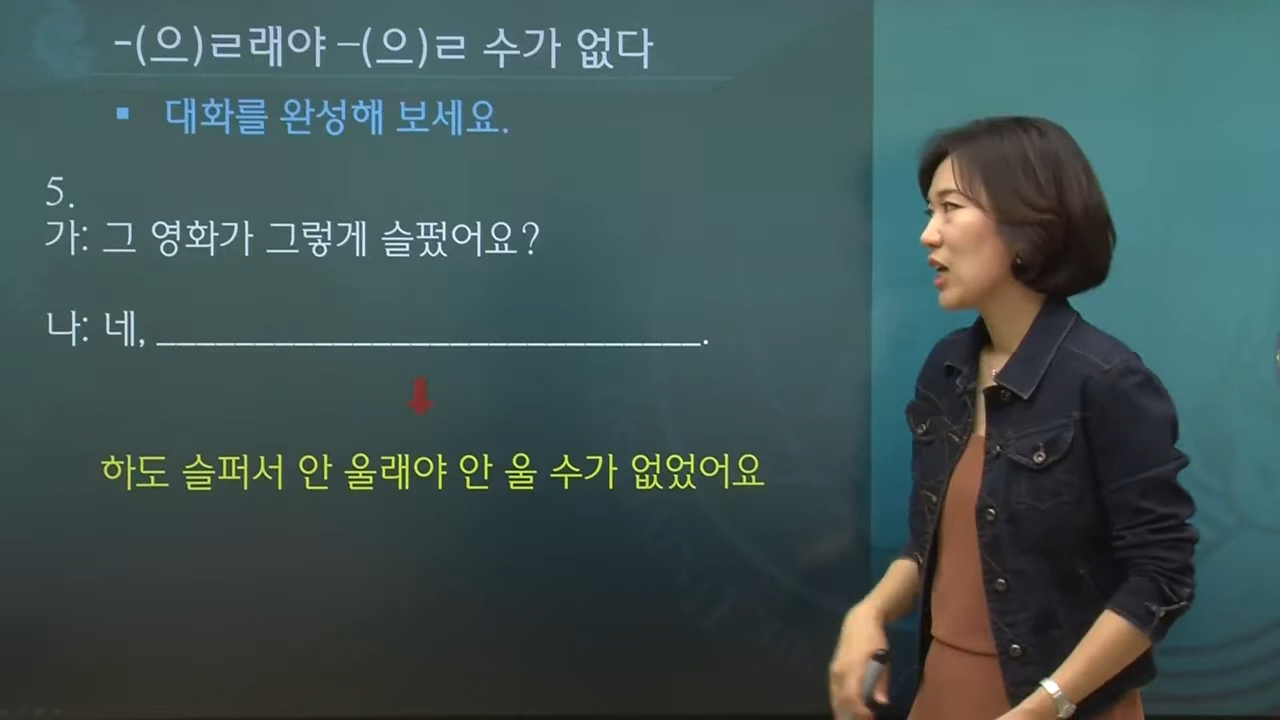 -(으)ㄹ래야 –(으)ㄹ 수가 없다
▪ 대화를 완성해 보세요.
5.
가: 그 영화가 그렇게 슬펐어요?
나: 네, ____________________________.
하도 슬퍼서 안 울래야 안 울 수가 없었어요